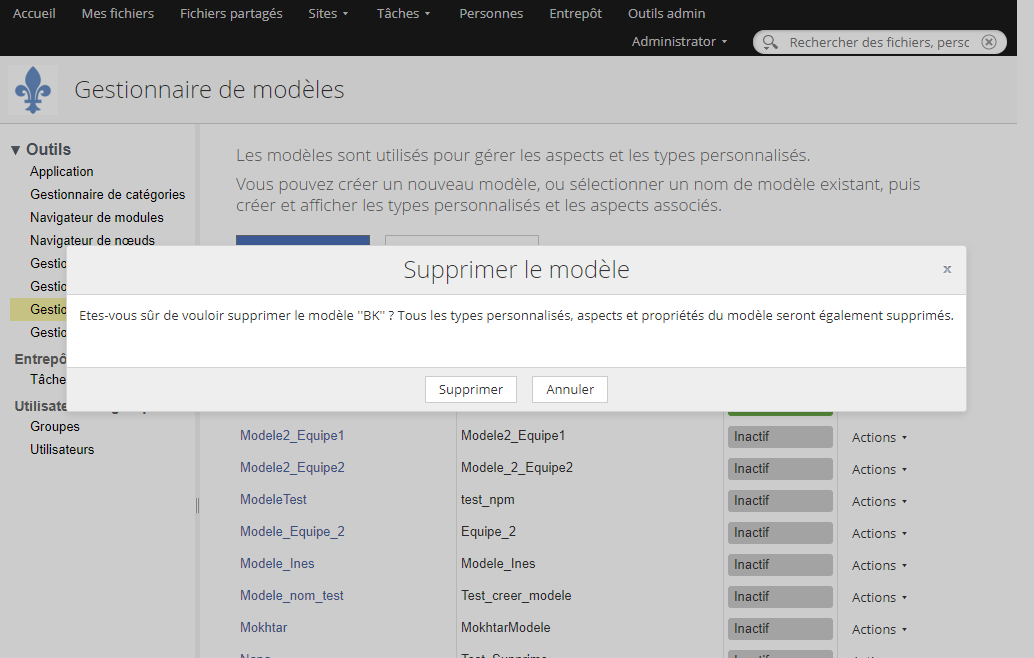 Accueil Mes fichiers Fichiers partagés Sites Tâches Personnes Entrepôt Outils admin
Administrator Rechercher des fichiers, persc
Gestionnaire de modèles
Outils
Application
Gestionnaire de catégories
Navigateur de modules
Navigateur de nœuds
Gestio
Gestio
Gestio
Gestio
Entrepô
Tâche
Utilisate
Groupes
Utilisateurs
Les modèles sont utilisés pour gérer les aspects et les types personnalisés.
Vous pouvez créer un nouveau modèle, ou sélectionner un nom de modèle existant, puis
créer et afficher les types personnalisés et les aspects associés.
Supprimer le modèle x
Etes-vous sûr de vouloir supprimer le modèle "BK" ? Tous les types personnalisés, aspects et propriétés du modèle seront également supprimés.
Supprimer Annuler
Modele2_Equipe1 Modele2_Equipe1 Inactif Actions
Modele2_Equipe2 Modele_2_Equipe2 Inactif Actions
ModeleTest test_npm Inactif Actions
Modele_Equipe_2 Equipe_2 Inactif Actions
Modele_Ines Modele_Ines Inactif Actions
Modele_nom_test Test_creer_modele Inactif Actions
Mokhtar MokhtarModele Inactif Actions